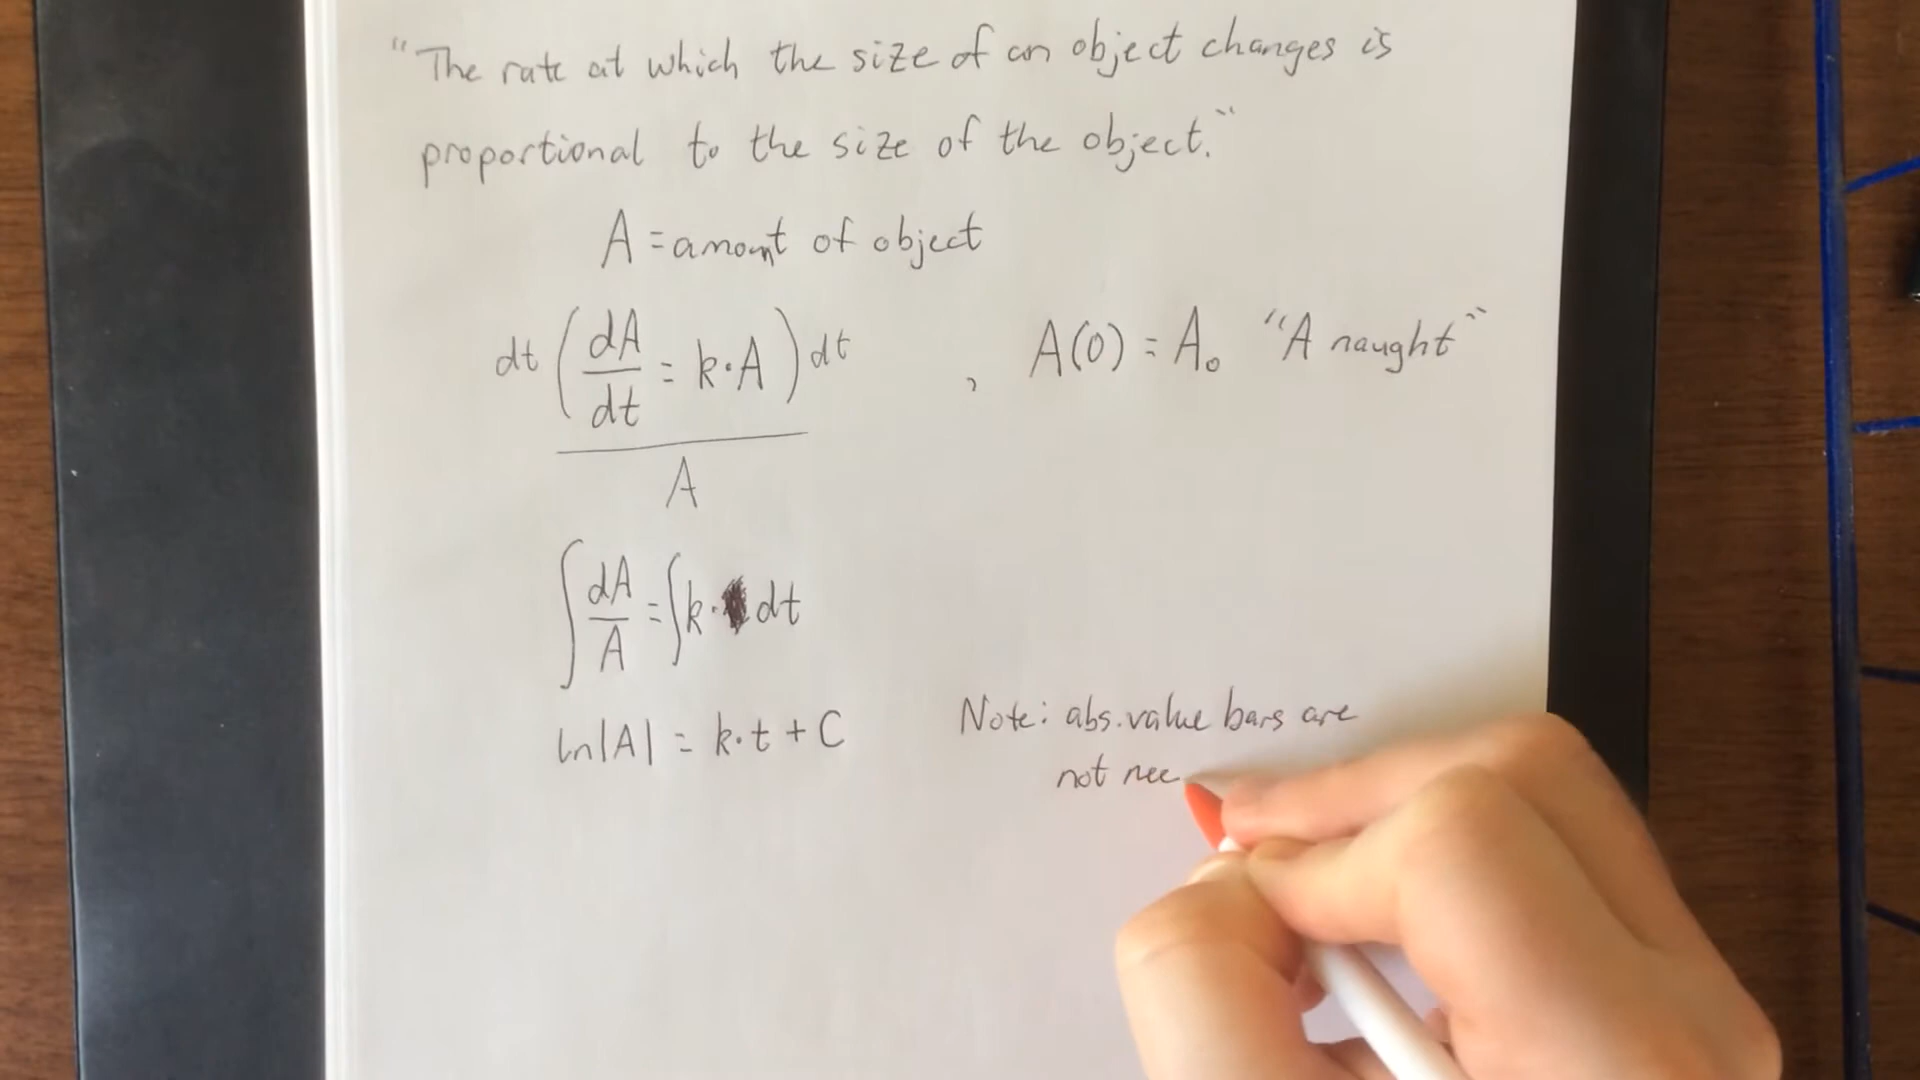 "The rate at which the size of an object changes is
proportional to the size of the object."
A = amount of object
dt ( dA/dt = k·A ) dt , A(0) = A₀ "A naught"
A
∫ dA/A = ∫ k· dt
ln|A| = k·t + C
Note: abs. value bars are
not nec